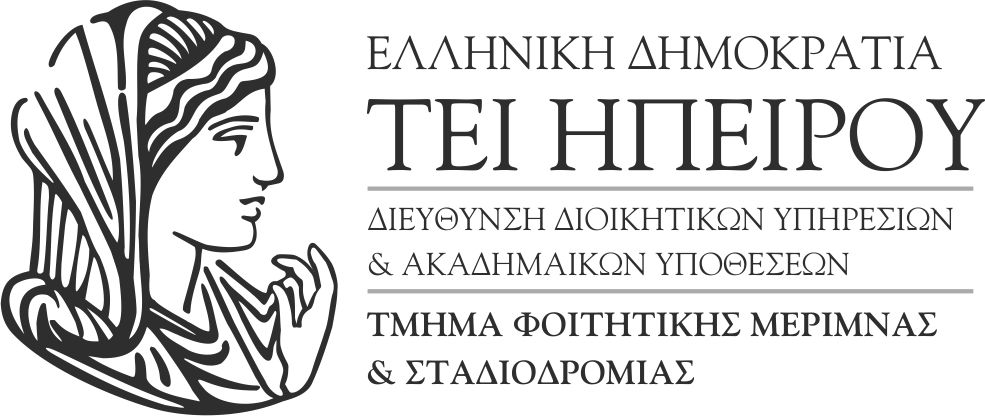 ΕΛΛΗΝΙΚΗ ΔΗΜΟΚΡΑΤΙΑ
ΤΕΙ ΗΠΕΙΡΟΥ
ΔΙΕΥΘΥΝΣΗ ΔΙΟΙΚΗΤΙΚΩΝ ΥΠΗΡΕΣΙΩΝ
& ΑΚΑΔΗΜΑΙΚΩΝ ΥΠΟΘΕΣΕΩΝ
ΤΜΗΜΑ ΦΟΙΤΗΤΙΚΗΣ ΜΕΡΙΜΝΑΣ
& ΣΤΑΔΙΟΔΡΟΜΙΑΣ